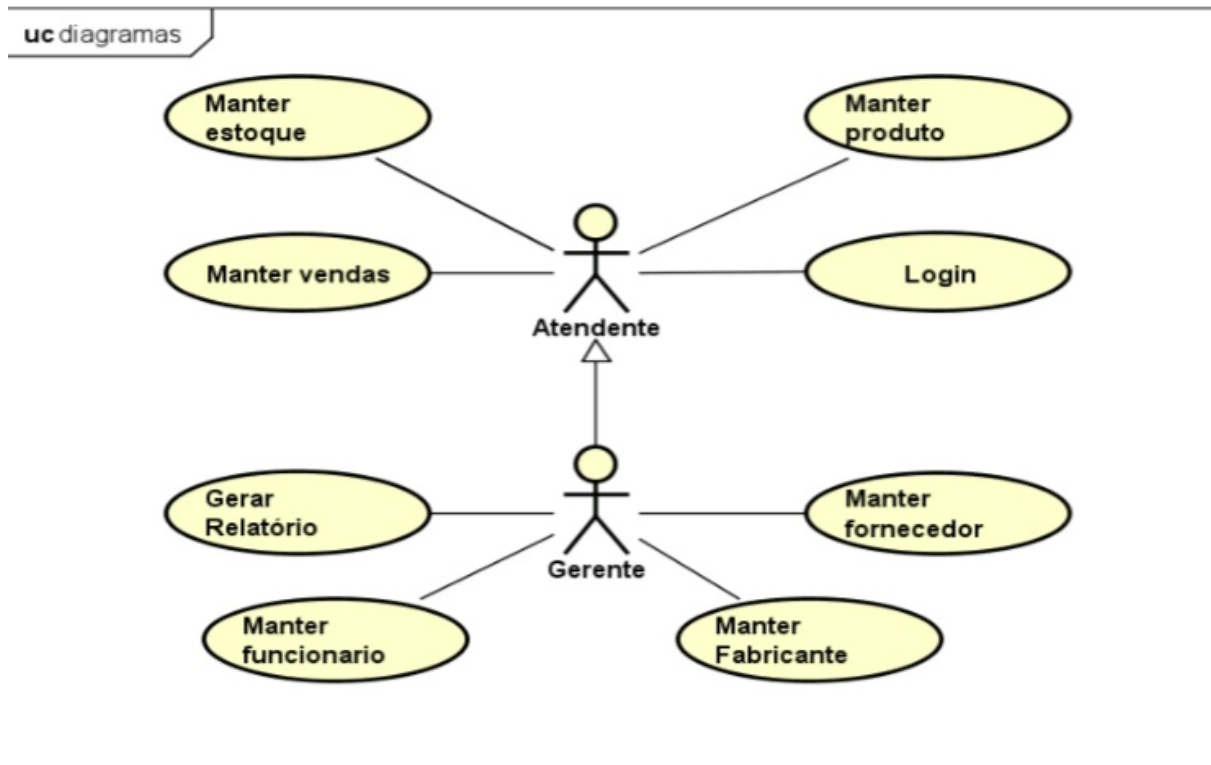 uc diagramas
Manter
estoque
Manter
produto
Manter vendas
Login
Atendente
Gerar
Relatório
Manter
fornecedor
Gerente
Manter
funcionario
Manter
Fabricante